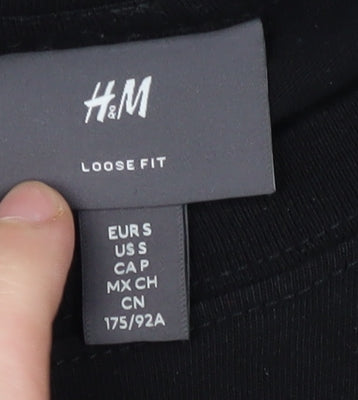 H&M
LOOSE FIT
EUR S
US S
CA P
MX CH
CN
175/92A